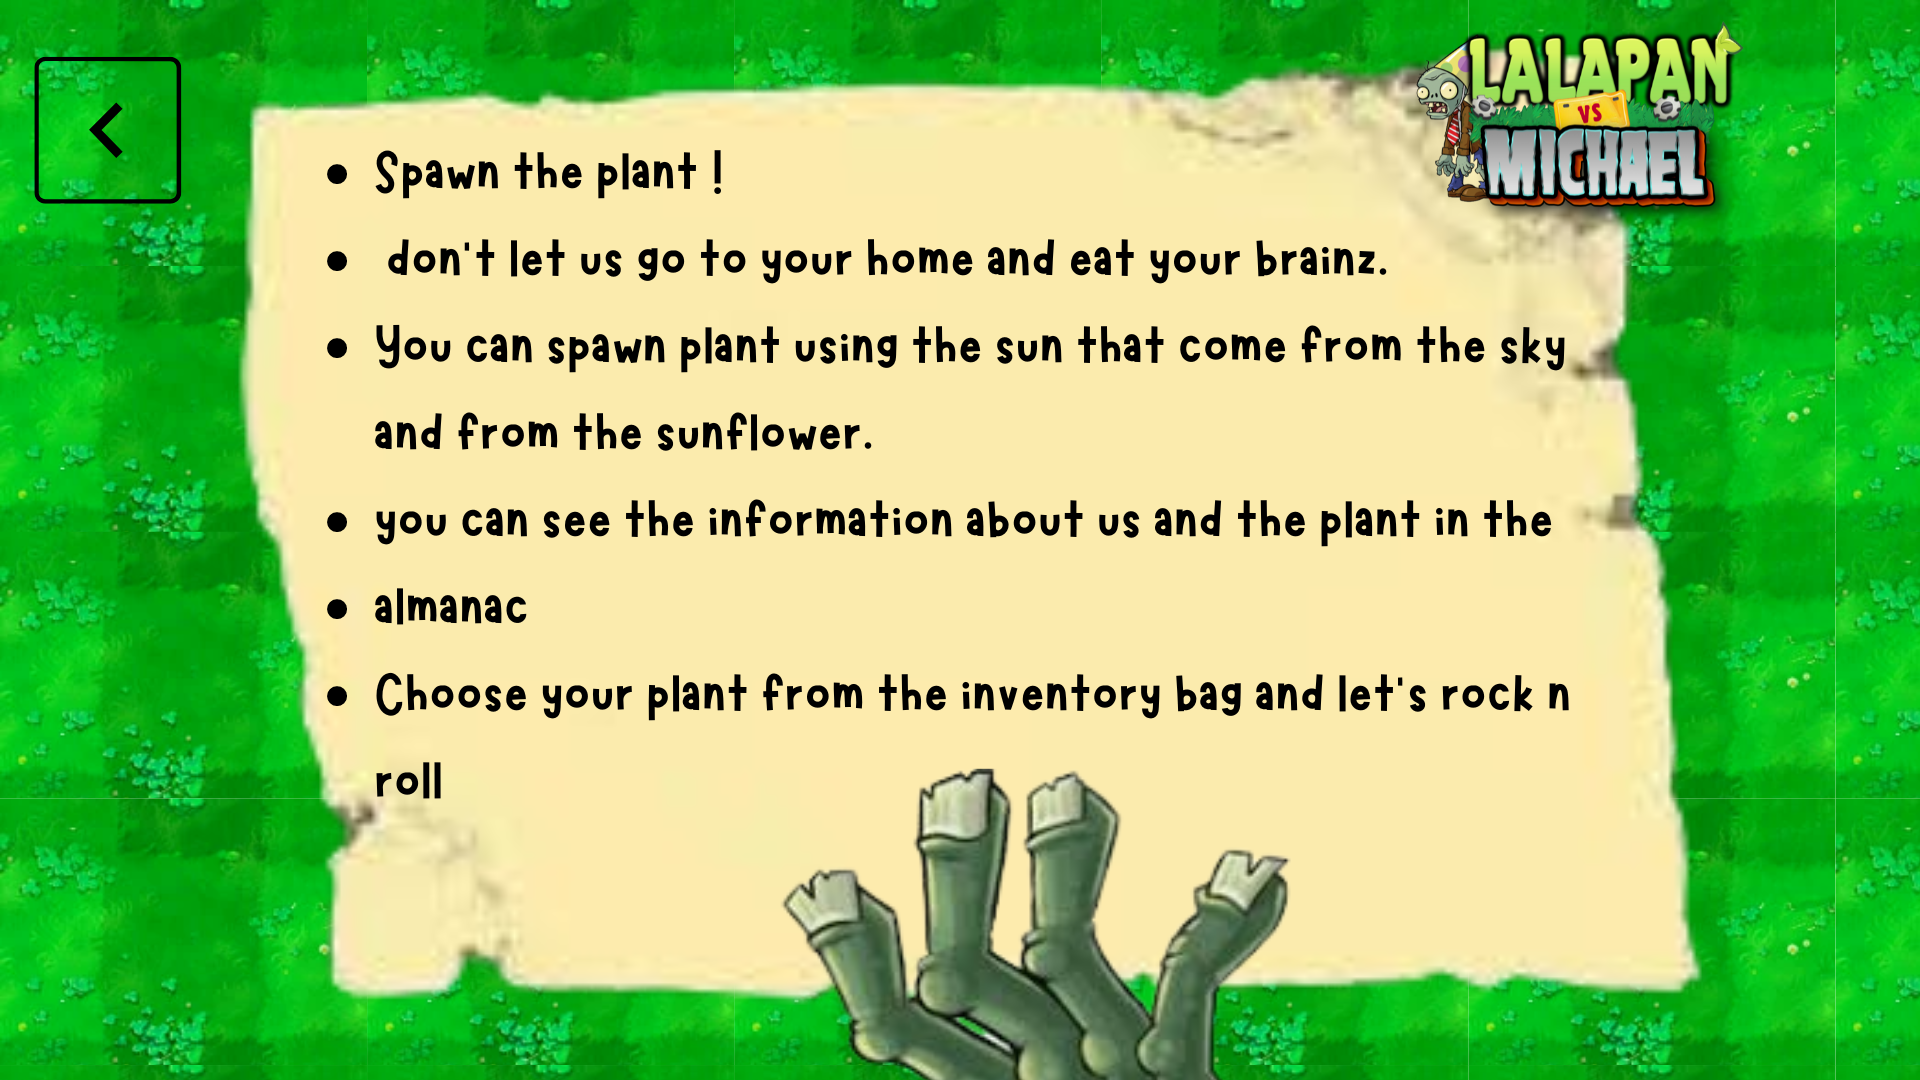 LALAPAN
VS
MICHAEL
• Spawn the plant !
• don't let us go to your home and eat your brainz.
• You can spawn plant using the sun that come from the sky
and from the sunflower.
• you can see the information about us and the plant in the
• almanac
• Choose your plant from the inventory bag and let's rock n
roll